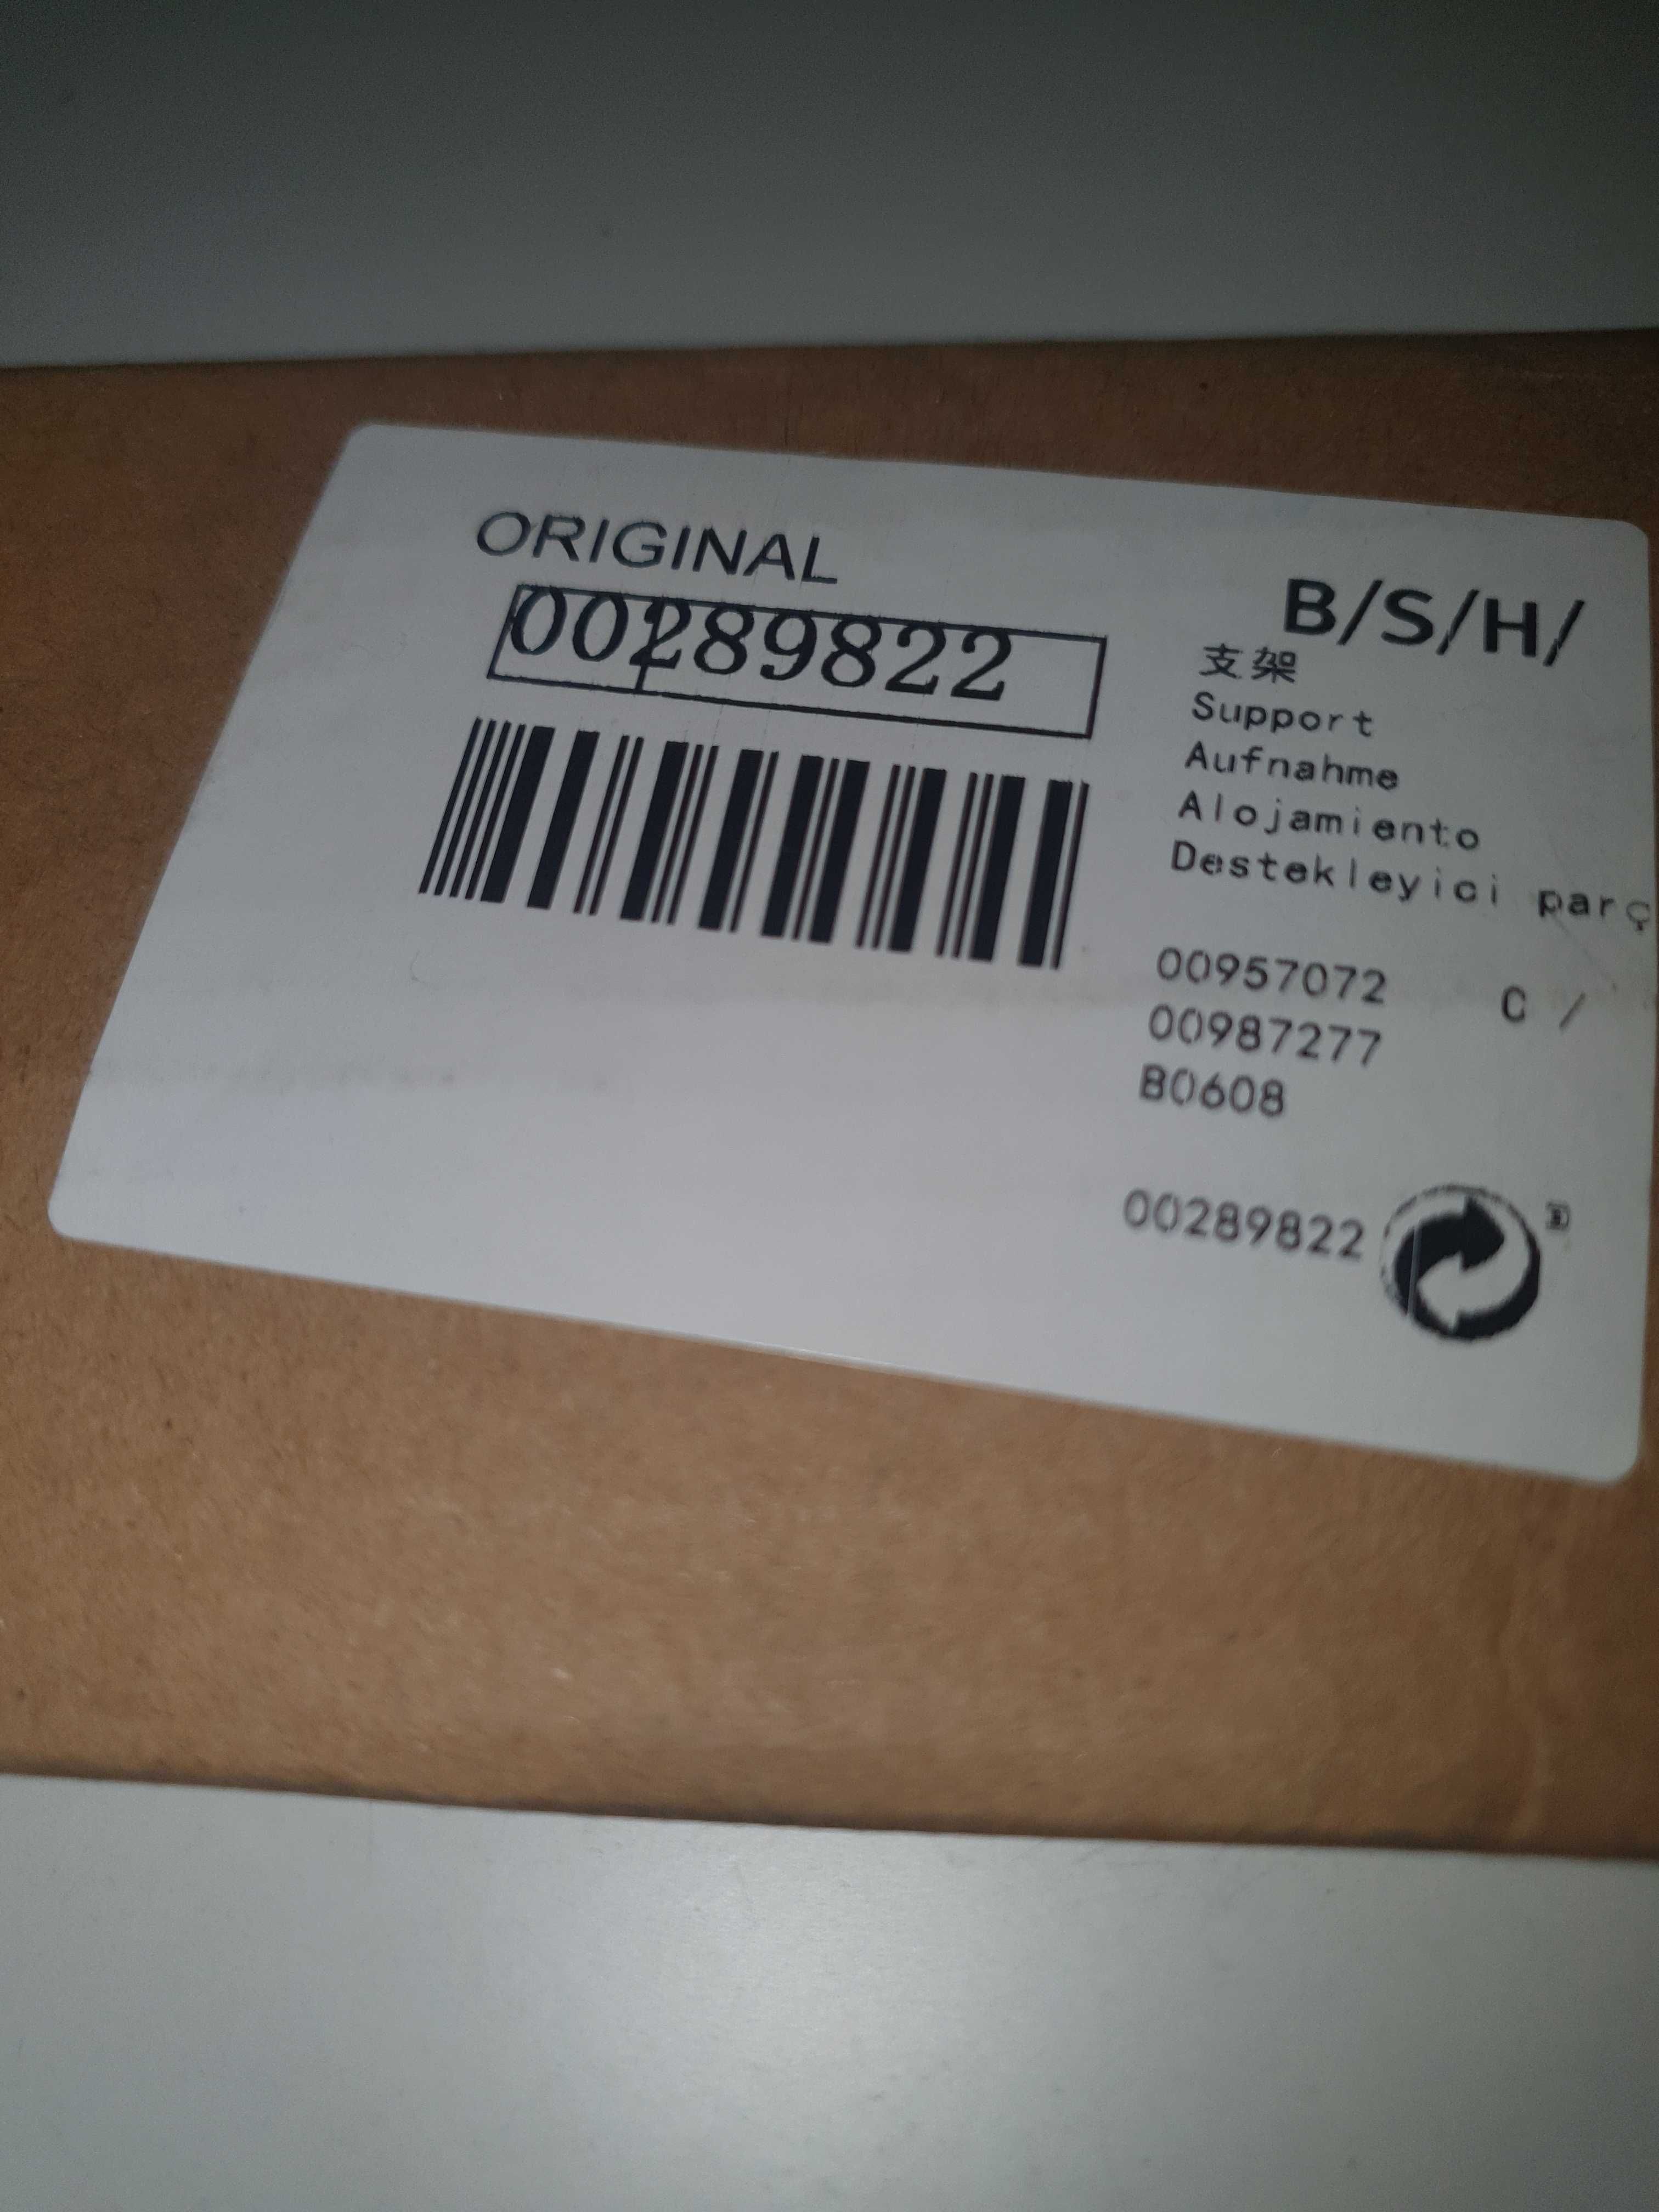 ORIGINAL
00289822
B/S/H/
支架
Support
Aufnahme
Alojamiento
Destekleyici parç
00957072 C /
00987277
B0608
00289822